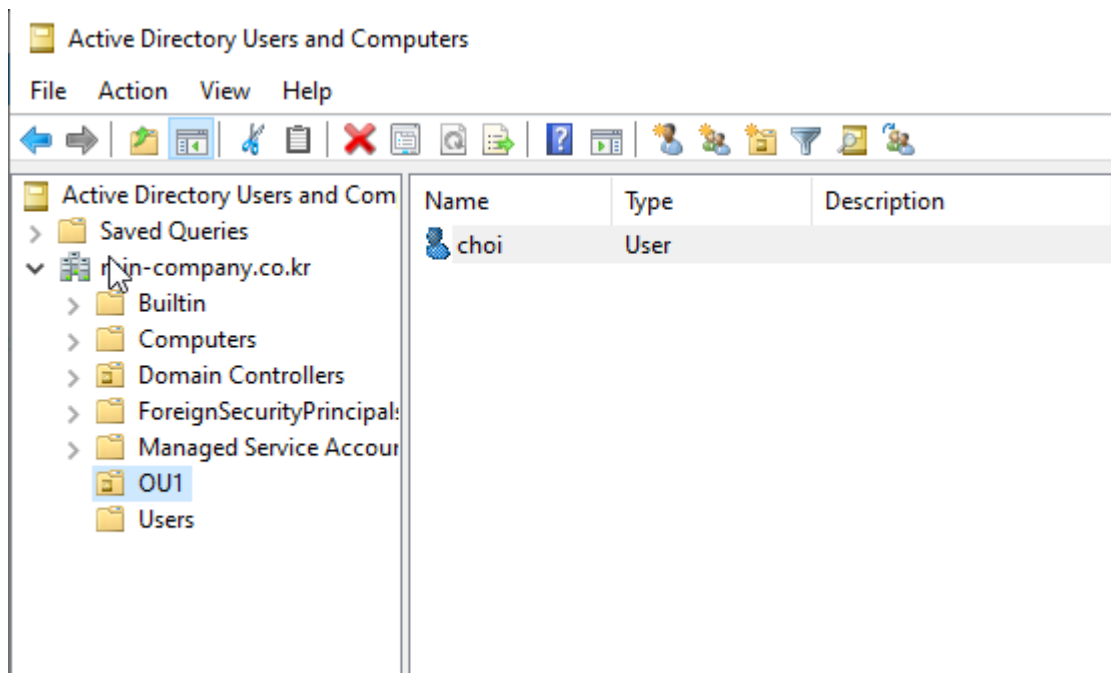 Active Directory Users and Computers
File Action View Help
Active Directory Users and Com
Name Type Description
Saved Queries
choi User
in-company.co.kr
Builtin
Computers
Domain Controllers
ForeignSecurityPrincipal
Managed Service Accour
OU1
Users